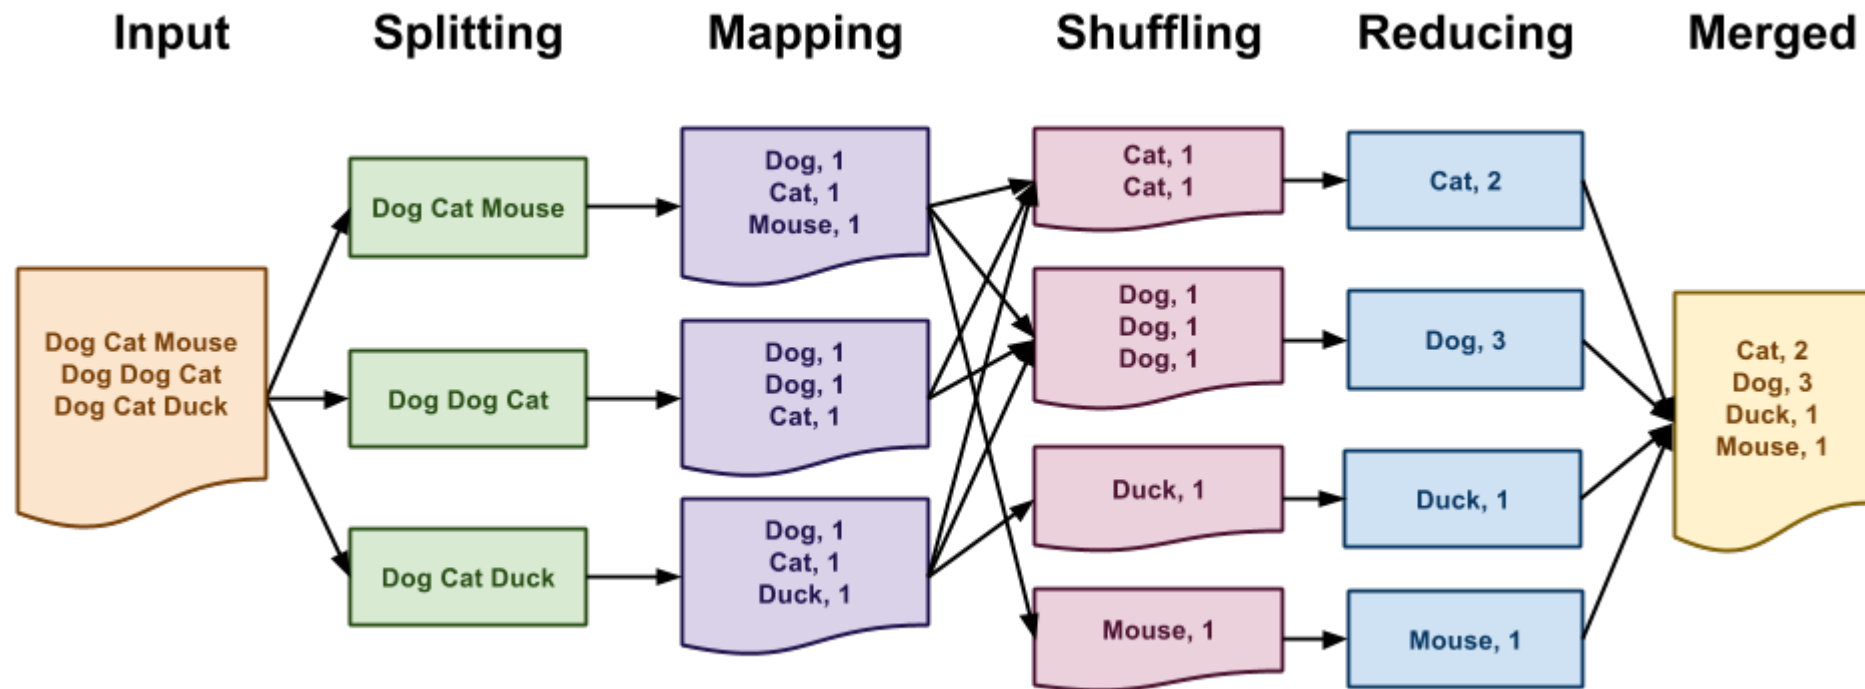 Input
Splitting
Mapping
Shuffling
Reducing
Merged
Dog Cat Mouse
Dog Dog Cat
Dog Cat Duck
Dog Cat Mouse
Dog Dog Cat
Dog Cat Duck
Dog, 1
Cat, 1
Mouse, 1
Dog, 1
Dog, 1
Cat, 1
Dog, 1
Cat, 1
Duck, 1
Cat, 1
Cat, 1
Dog, 1
Dog, 1
Dog, 1
Duck, 1
Mouse, 1
Cat, 2
Dog, 3
Duck, 1
Mouse, 1
Cat, 2
Dog, 3
Duck, 1
Mouse, 1